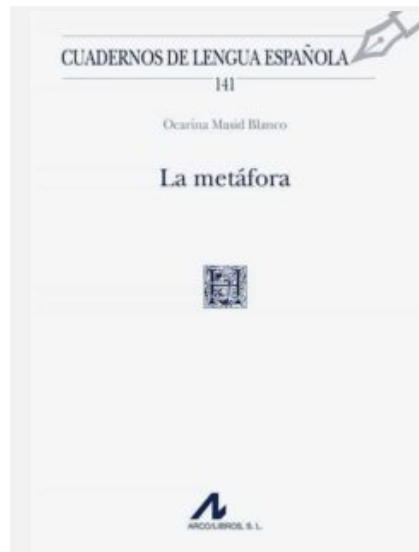 CUADERNOS DE LENGUA ESPAÑOLA
141
Ocarina Masid Blanco
La metáfora
H
ARCO/LIBROS, S. L.